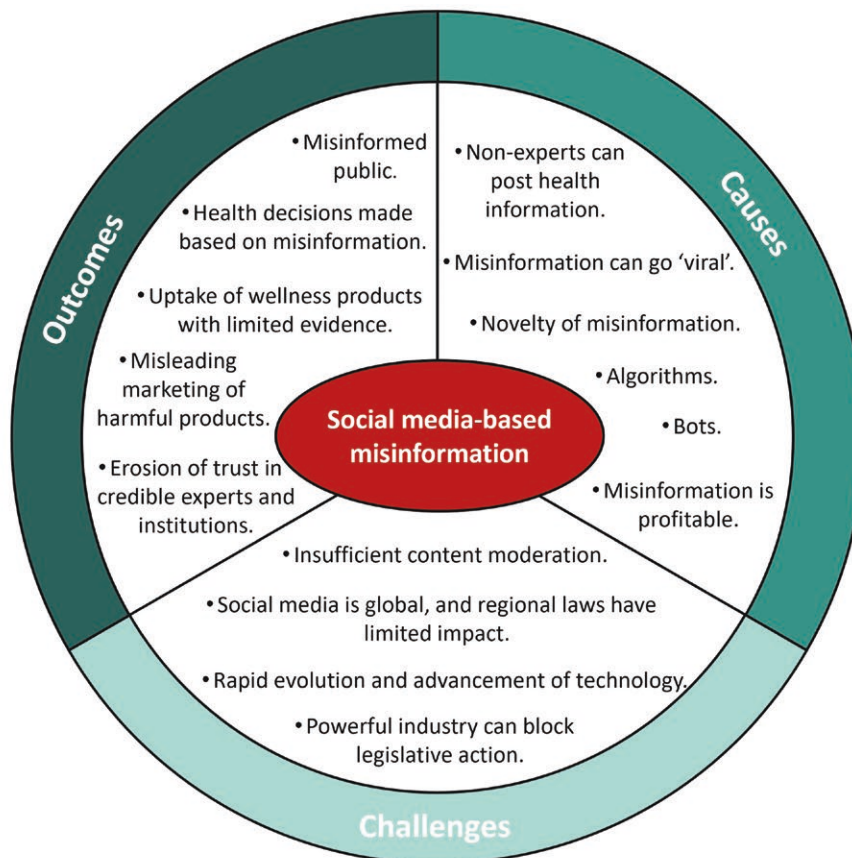 Outcomes
• Misinformed
public.
• Health decisions made
based on misinformation.
• Uptake of wellness products
with limited evidence.
• Misleading
marketing of
harmful products.
• Erosion of trust in
credible experts and
institutions.
Causes
• Non-experts can
post health
information.
• Misinformation can go ‘viral’.
• Novelty of misinformation.
• Algorithms.
• Bots.
• Misinformation is
profitable.
Social media-based
misinformation
• Insufficient content moderation.
• Social media is global, and regional laws have
limited impact.
• Rapid evolution and advancement of technology.
• Powerful industry can block
legislative action.
Challenges